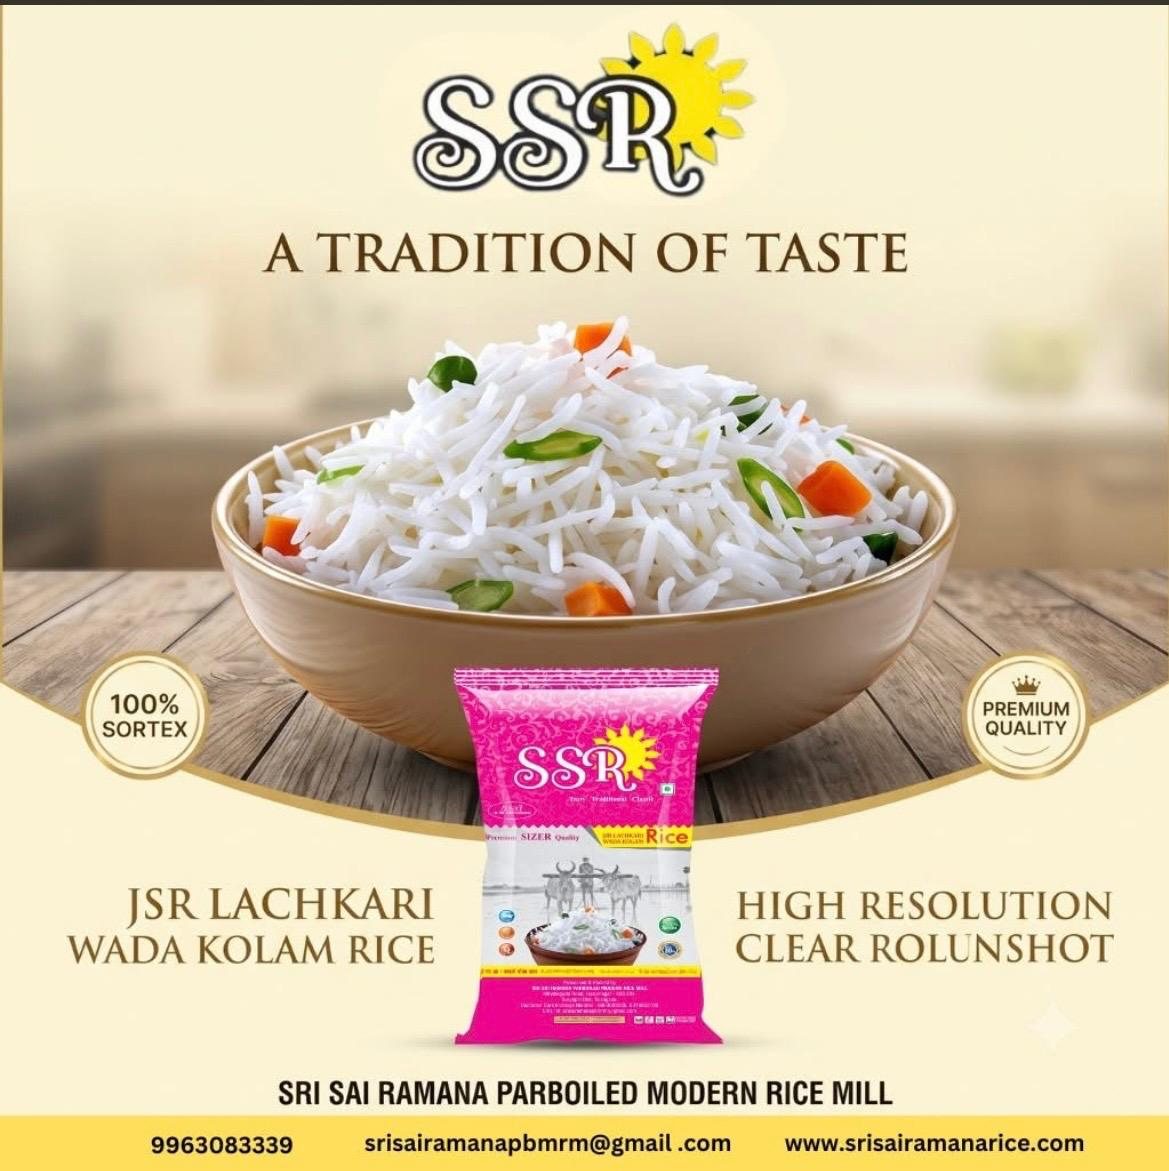 SSR
A TRADITION OF TASTE
100%
SORTEX
PREMIUM
QUALITY
SSR
Premium SIZER Quality
Rice
JSR LACHKARI
WADA KOLAM RICE
HIGH RESOLUTION
CLEAR ROLUNSHOT
SRI SAI RAMANA PARBOILED MODERN RICE MILL
9963083339
srisairamanapbmrm@gmail .com
www.srisairamanarice.com